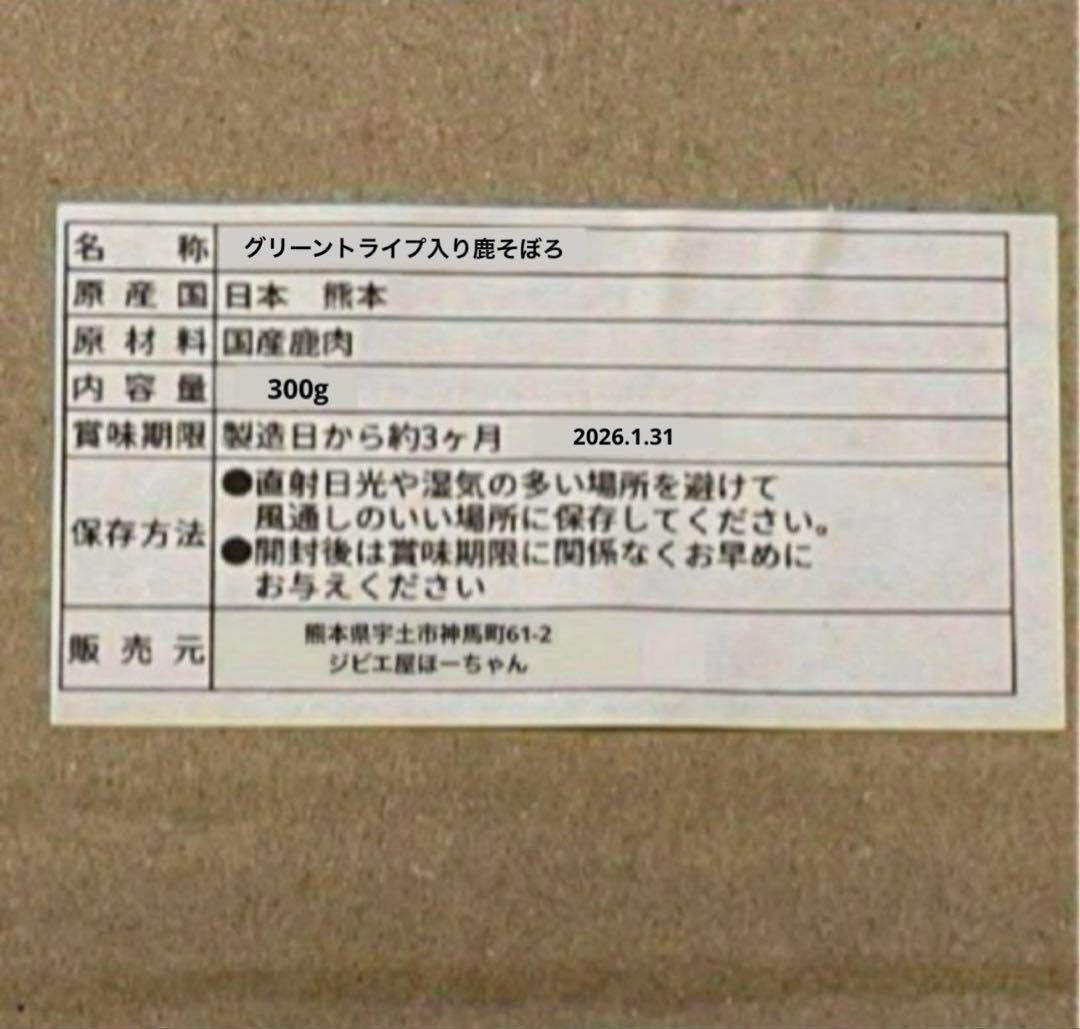 名称 グリーントライプ入り鹿そぼろ
原産国 日本 熊本
原材料 国産鹿肉
内容量 300g
賞味期限 製造日から約3ヶ月 2026.1.31
保存方法 ●直射日光や湿気の多い場所を避けて
風通しのいい場所に保存してください。
●開封後は賞味期限に関係なくお早めに
お与えください
販売元 熊本県宇土市神馬町61-2
ジビエ屋ほーちゃん